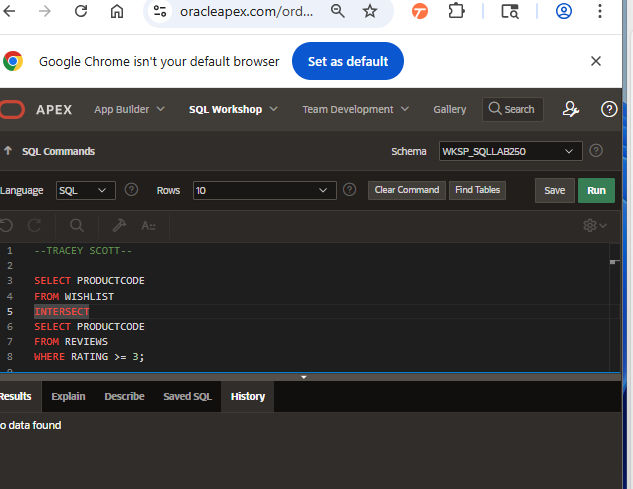 oracleapex.com/ord...
Google Chrome isn't your default browser
Set as default
APEX App Builder SQL Workshop Team Development Gallery Search
SQL Commands Schema WKSP_SQLLAB250
Language SQL Rows 10 Clear Command Find Tables Save Run
A::
1 --TRACEY SCOTT--
2
3 SELECT PRODUCTCODE
4 FROM WISHLIST
5 INTERSECT
6 SELECT PRODUCTCODE
7 FROM REVIEWS
8 WHERE RATING >= 3;
9
Results Explain Describe Saved SQL History
o data found